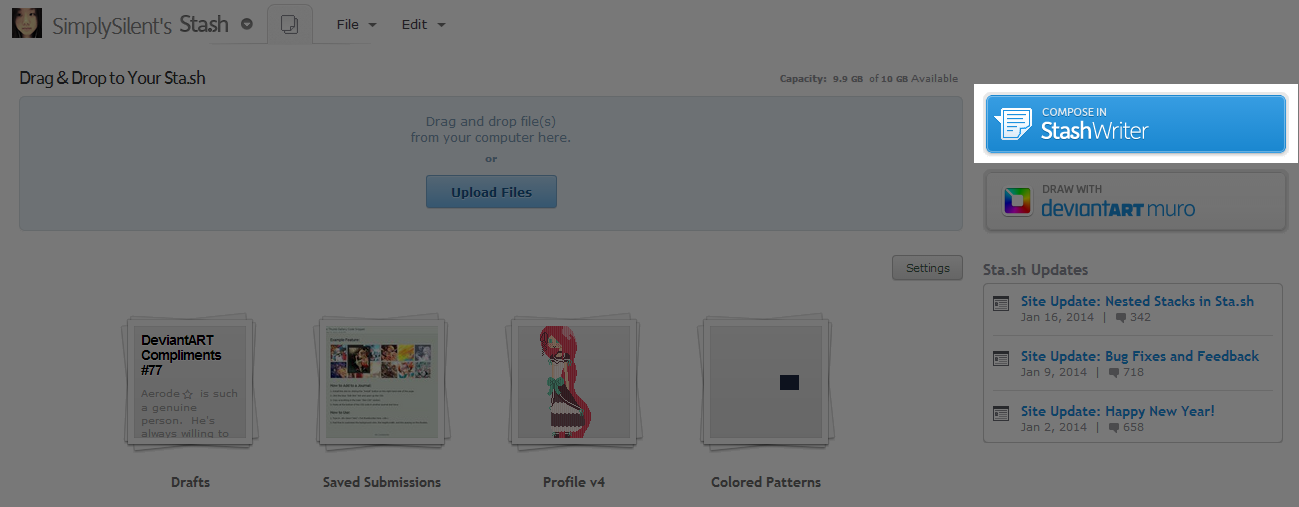 SimplySilent's Sta.sh
File
Edit
Drag & Drop to Your Sta.sh
Capacity: 9.9 GB of 10 GB Available
Drag and drop file(s)
from your computer here.
or
Upload Files
COMPOSE IN
StashWriter
DRAW WITH
deviantART muro
Settings
Sta.sh Updates
Site Update: Nested Stacks in Sta.sh
Jan 16, 2014 | 342
Site Update: Bug Fixes and Feedback
Jan 9, 2014 | 718
Site Update: Happy New Year!
Jan 2, 2014 | 658
DeviantART
Compliments
#77
Aerode is such
a genuine
person. He's
always willing to
Drafts
Saved Submissions
Profile v4
Colored Patterns